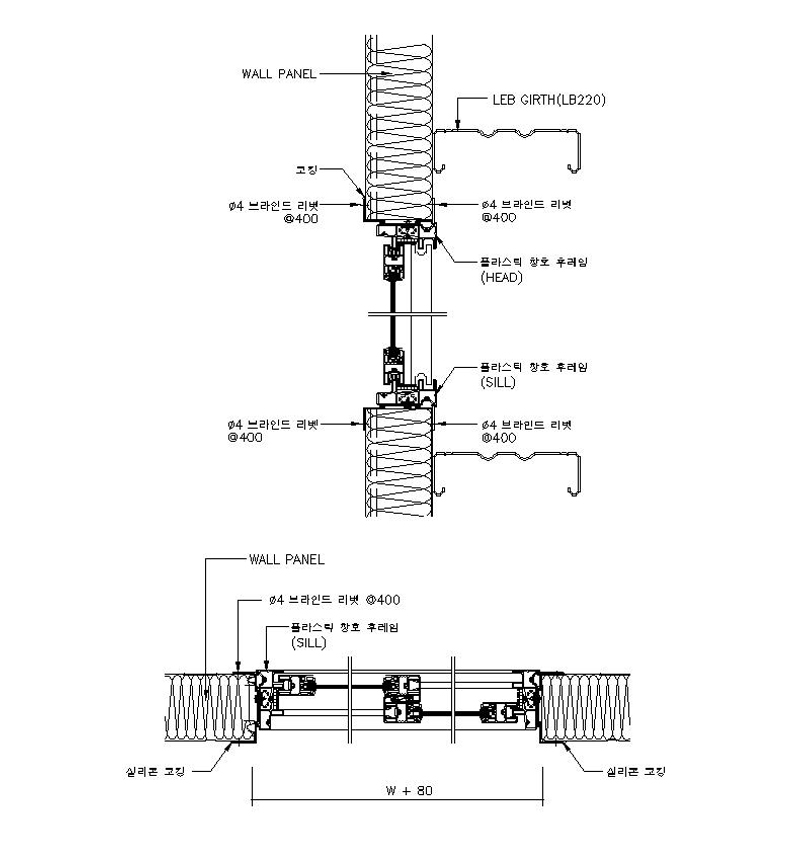 WALL PANEL
LEB GIRTH(LB220)
코킹
ø4 브라인드 리벳
@400
ø4 브라인드 리벳
@400
플라스틱 창호 후레임
(HEAD)
플라스틱 창호 후레임
(SILL)
ø4 브라인드 리벳
@400
ø4 브라인드 리벳
@400
WALL PANEL
ø4 브라인드 리벳 @400
플라스틱 창호 후레임
(SILL)
실리콘 코킹
실리콘 코킹
W + 80